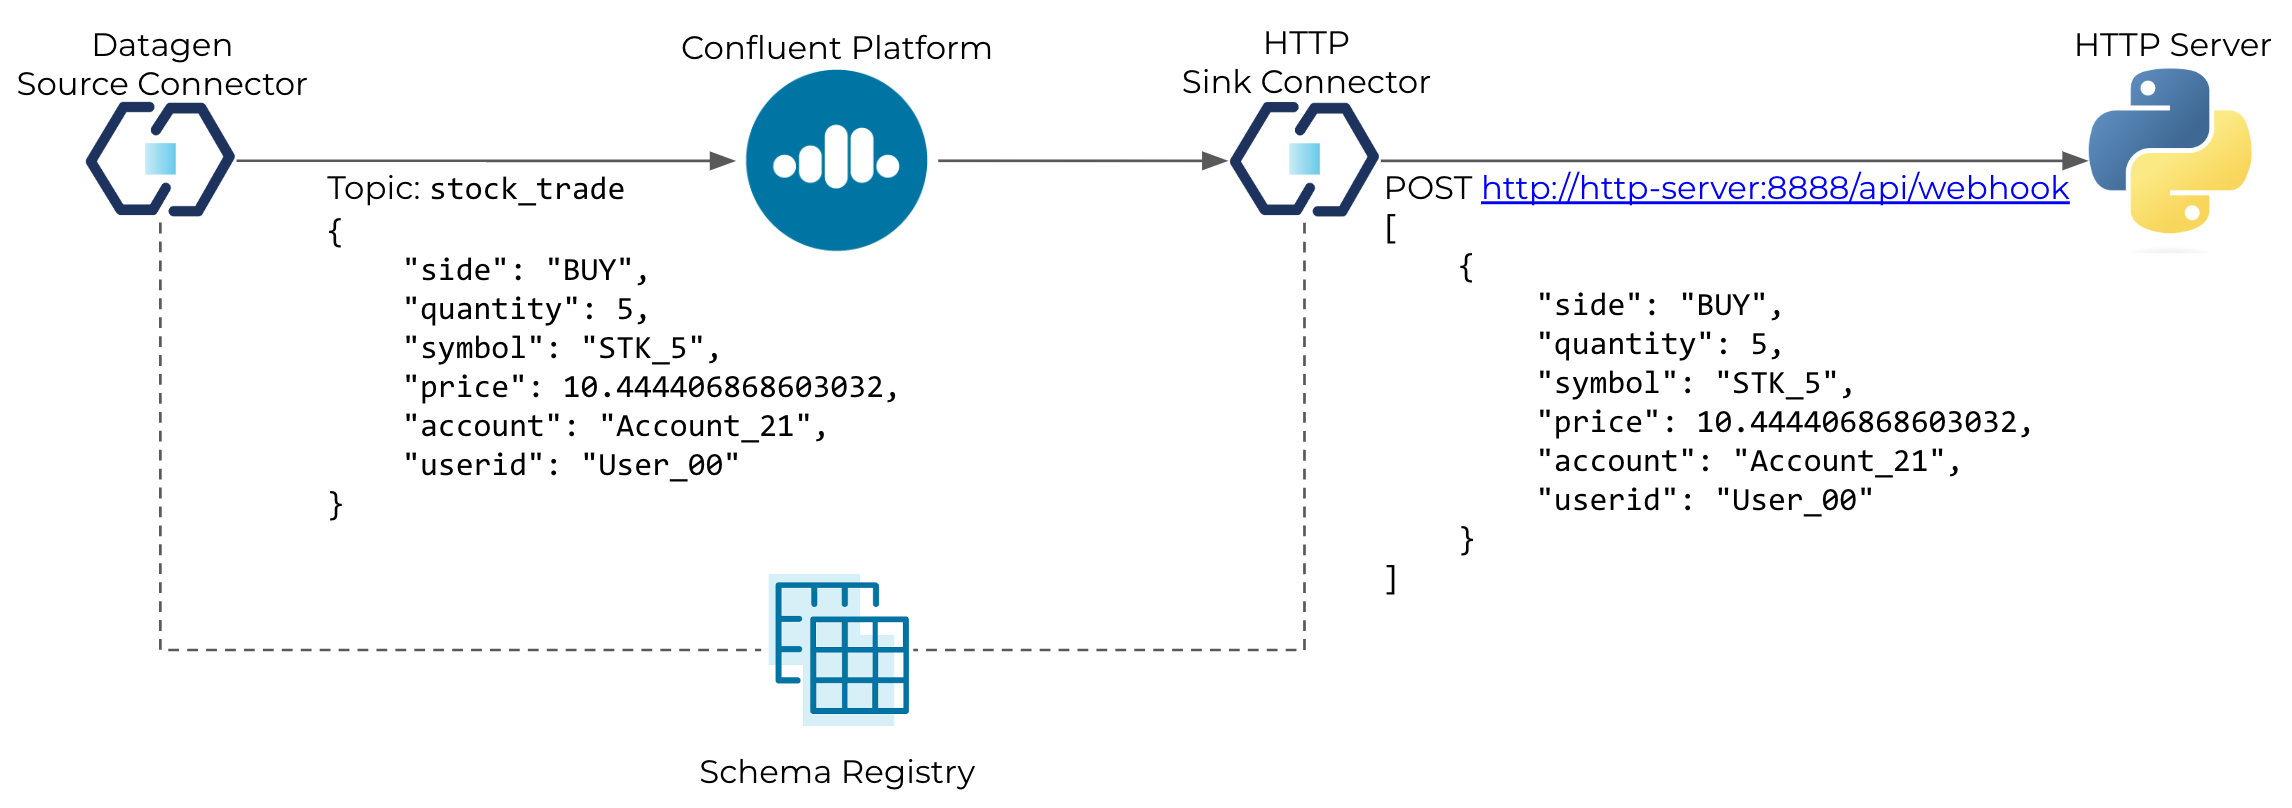 Datagen
Source Connector
Confluent Platform
HTTP
Sink Connector
HTTP Server
Topic: stock_trade
{
"side": "BUY",
"quantity": 5,
"symbol": "STK_5",
"price": 10.444406868603032,
"account": "Account_21",
"userid": "User_00"
}
POST http://http-server:8888/api/webhook
[
{
"side": "BUY",
"quantity": 5,
"symbol": "STK_5",
"price": 10.444406868603032,
"account": "Account_21",
"userid": "User_00"
}
]
Schema Registry